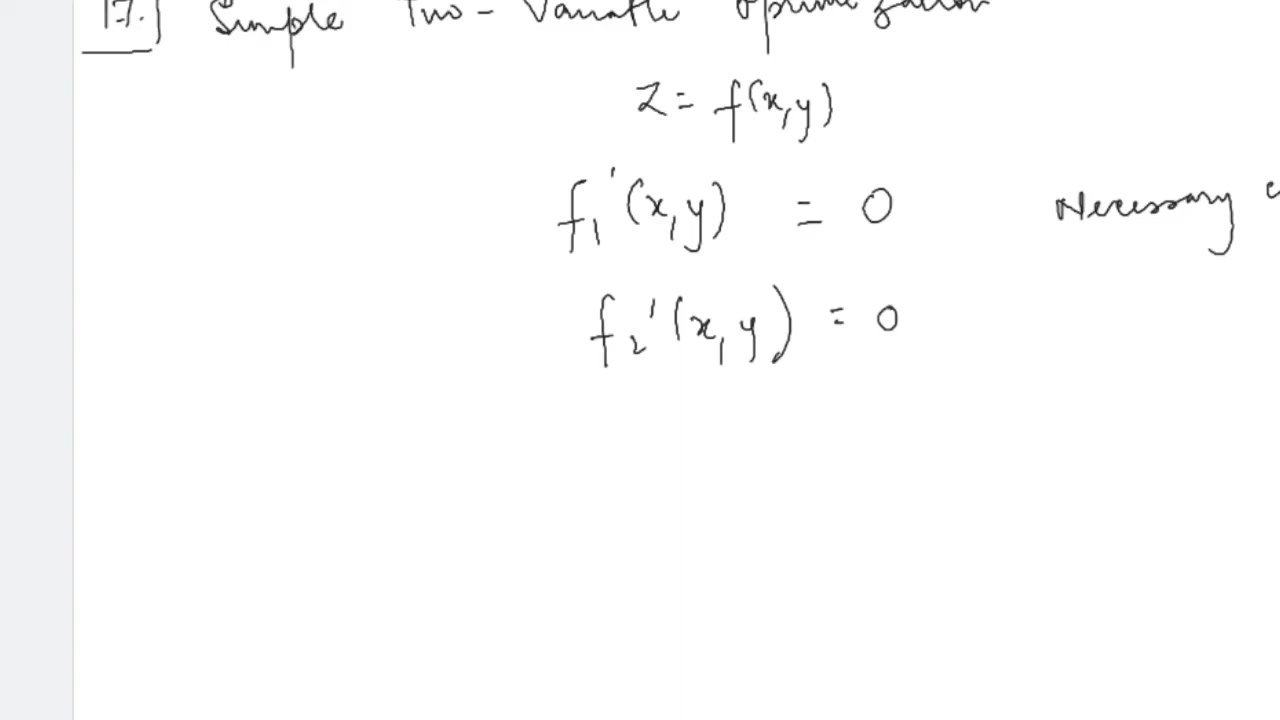 17. Simple Two-Variable Optimization
z = f(x,y)
f₁'(x,y) = 0 Necessary
f₂'(x,y) = 0